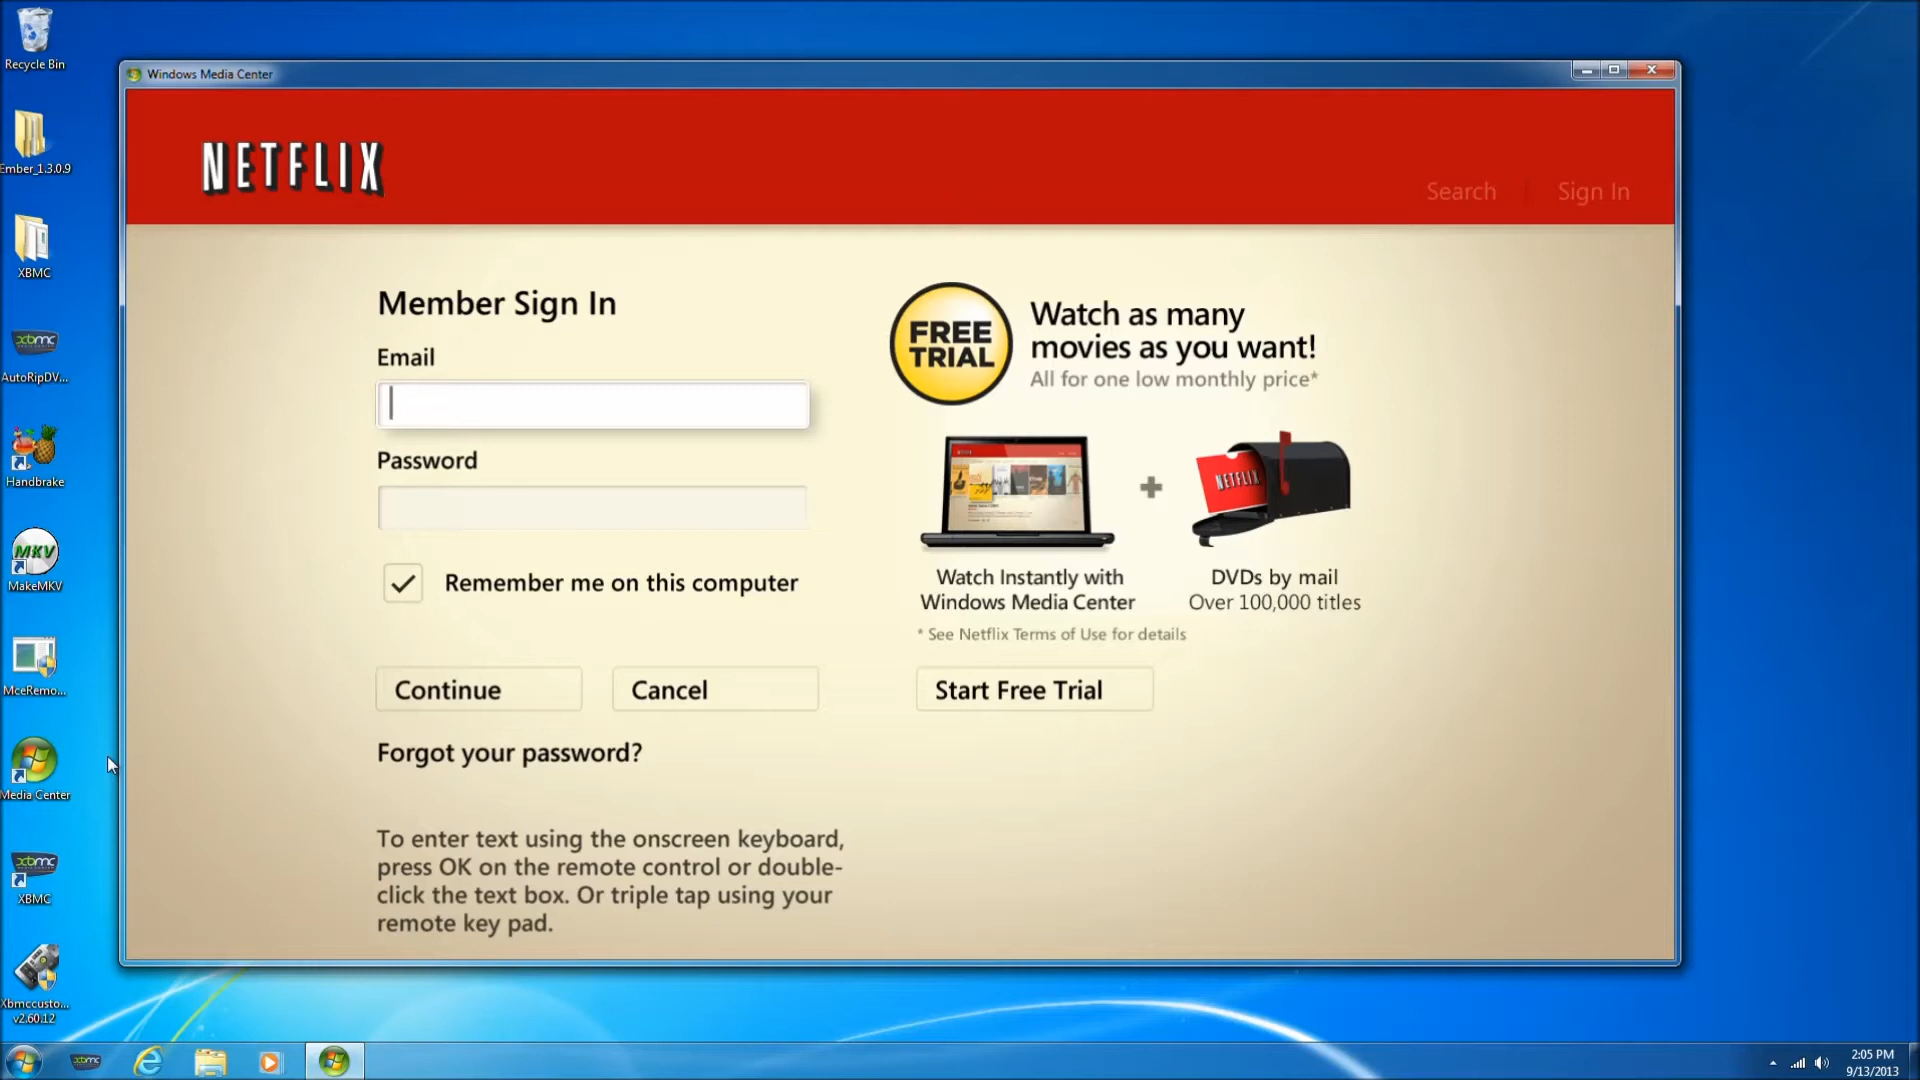 Recycle Bin
Ember_1.3.0.9
XBMC
xbmc
AutoRipDV...
Handbrake
MKV
MakeMKV
MceRemo...
Media Center
xbmc
XBMC
Xbmccusto...
v2.60.12
Windows Media Center
NETFLIX
Search
Sign In
Member Sign In
Email
Password
Remember me on this computer
Continue
Cancel
Forgot your password?
To enter text using the onscreen keyboard,
press OK on the remote control or double-
click the text box. Or triple tap using your
remote key pad.
FREE
TRIAL
Watch as many
movies as you want!
All for one low monthly price*
NETFLIX
Watch Instantly with
Windows Media Center
DVDs by mail
Over 100,000 titles
* See Netflix Terms of Use for details
Start Free Trial
xbmc
2:05 PM
9/13/2013